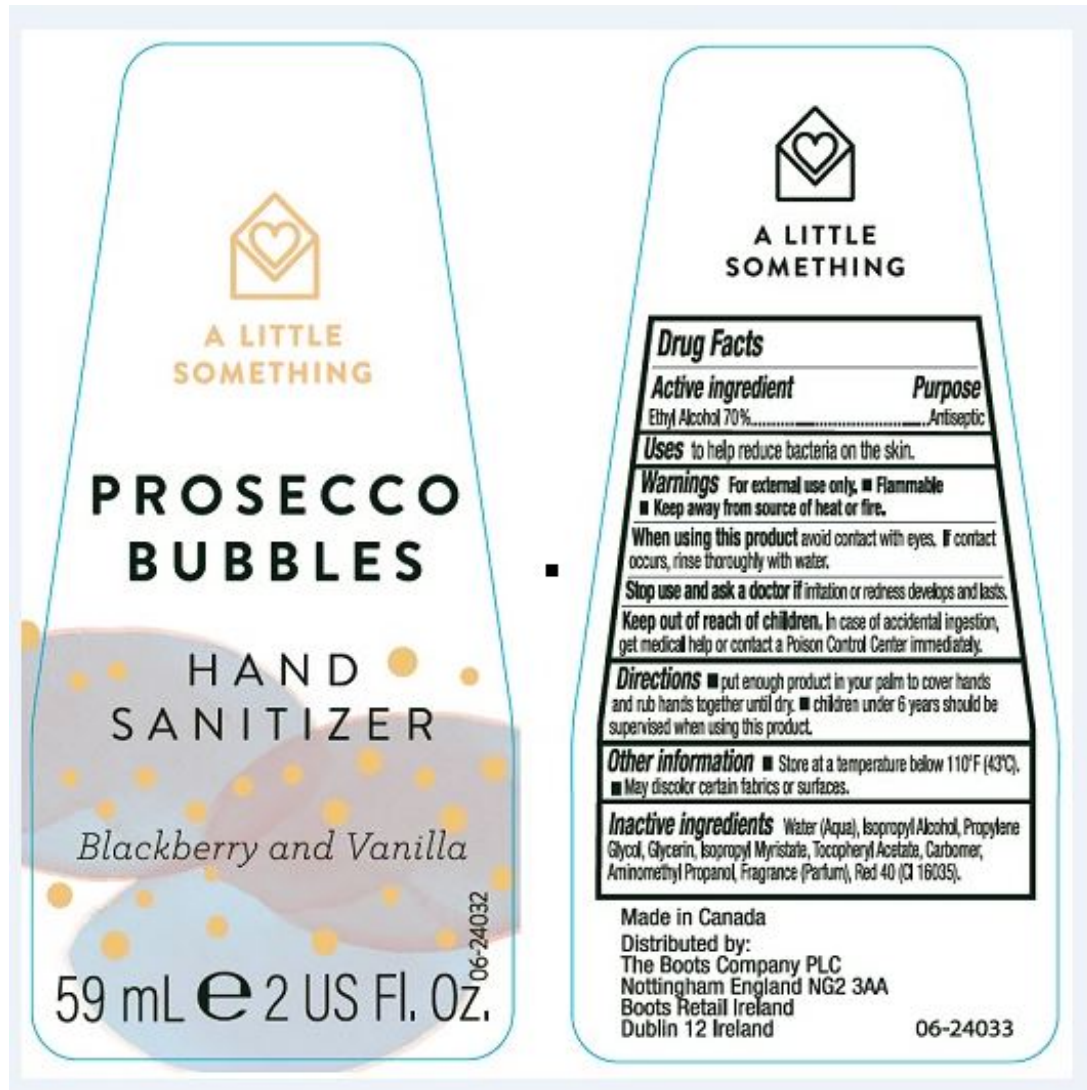 A LITTLE
SOMETHING
PROSECCO
BUBBLES
HAND
SANITIZER
Blackberry and Vanilla
06-24032
59 mL ℮ 2 US Fl. Oz.
A LITTLE
SOMETHING
Drug Facts
Active ingredient Purpose
Ethyl Alcohol 70%..................................................Antiseptic
Uses to help reduce bacteria on the skin.
Warnings For external use only. ■ Flammable
■ Keep away from source of heat or fire.
When using this product avoid contact with eyes. If contact
occurs, rinse thoroughly with water.
Stop use and ask a doctor if irritation or redness develops and lasts.
Keep out of reach of children. In case of accidental ingestion,
get medical help or contact a Poison Control Center immediately.
Directions ■ put enough product in your palm to cover hands
and rub hands together until dry. ■ children under 6 years should be
supervised when using this product.
Other information ■ Store at a temperature below 110°F (43°C).
■ May discolor certain fabrics or surfaces.
Inactive ingredients Water (Aqua), Isopropyl Alcohol, Propylene
Glycol, Glycerin, Isopropyl Myristate, Tocopheryl Acetate, Carbomer,
Aminomethyl Propanol, Fragrance (Parfum), Red 40 (CI 16035).
Made in Canada
Distributed by:
The Boots Company PLC
Nottingham England NG2 3AA
Boots Retail Ireland
Dublin 12 Ireland 06-24033